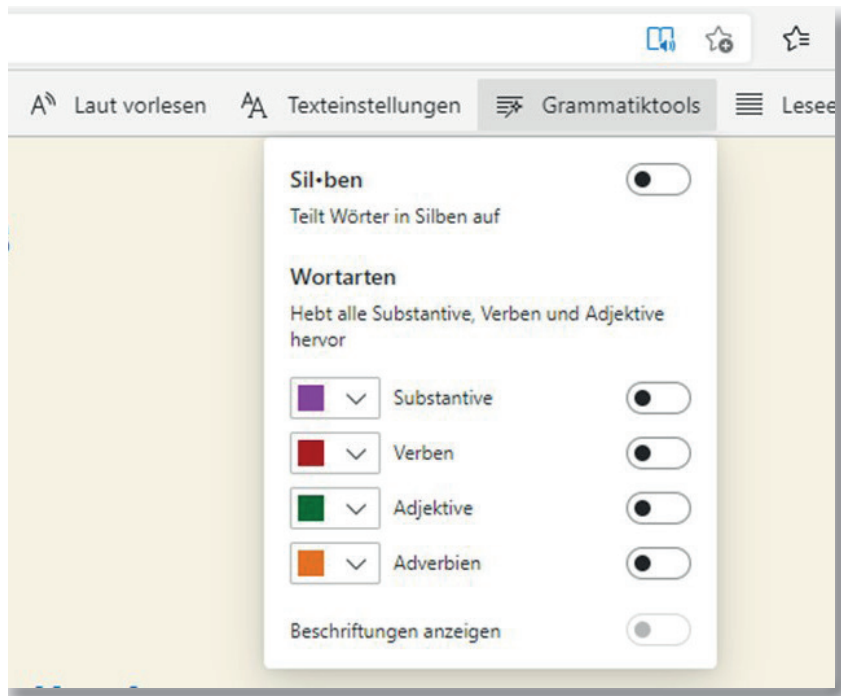 Laut vorlesen Texteinstellungen Grammatiktools Lesee
Sil•ben
Teilt Wörter in Silben auf
Wortarten
Hebt alle Substantive, Verben und Adjektive
hervor
Substantive
Verben
Adjektive
Adverbien
Beschriftungen anzeigen